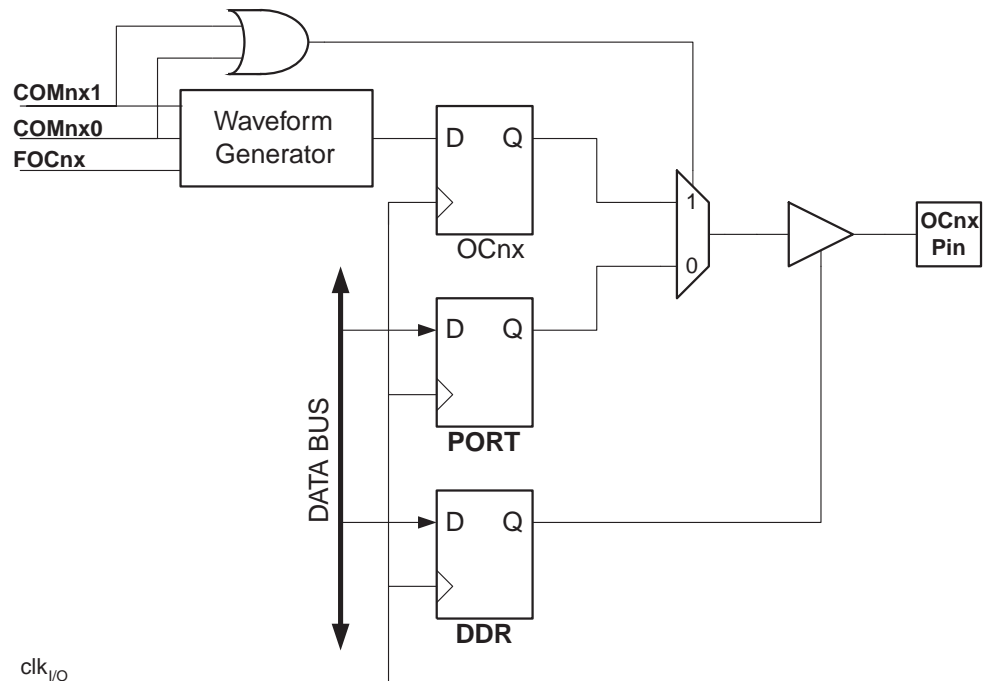 COMnx1
COMnx0
FOCnx
Waveform
Generator
D Q
OCnx
1
0
OCnx
Pin
DATA BUS
D Q
PORT
D Q
DDR
clkI/O